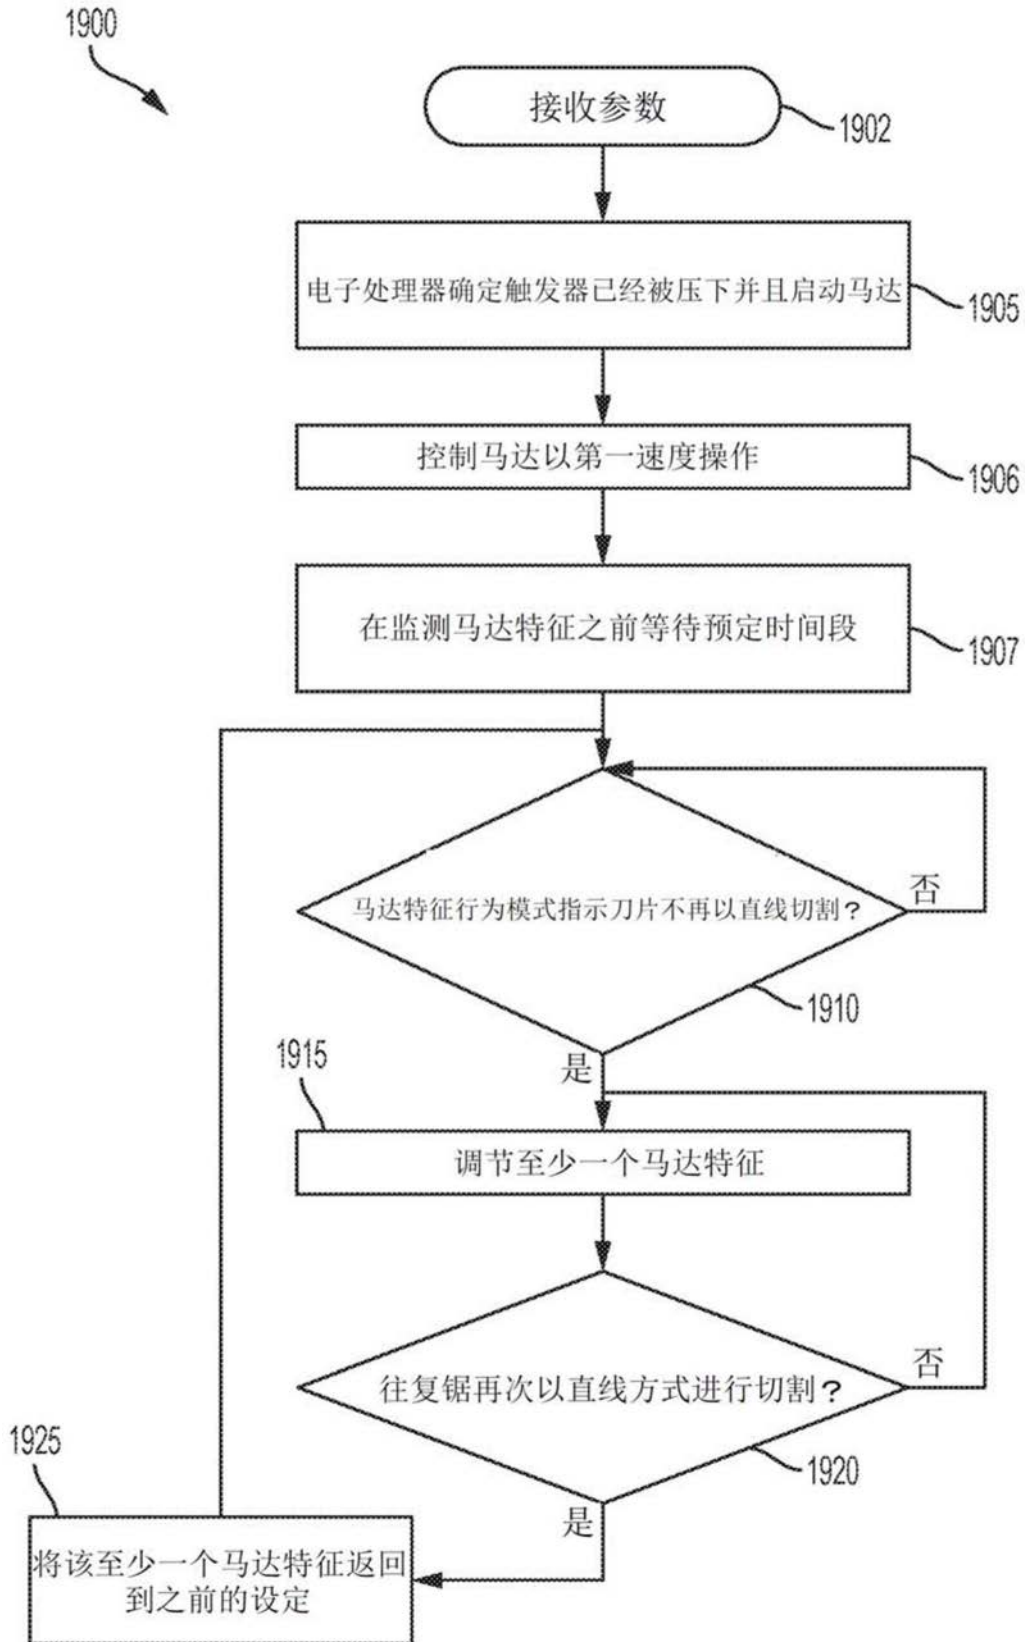 1900
接收参数
1902
电子处理器确定触发器已经被压下并且启动马达
1905
控制马达以第一速度操作
1906
在监测马达特征之前等待预定时间段
1907
否
马达特征行为模式指示刀片不再以直线切割?
1910
是
1915
调节至少一个马达特征
否
往复锯再次以直线方式进行切割?
1920
是
1925
将该至少一个马达特征返回
到之前的设定